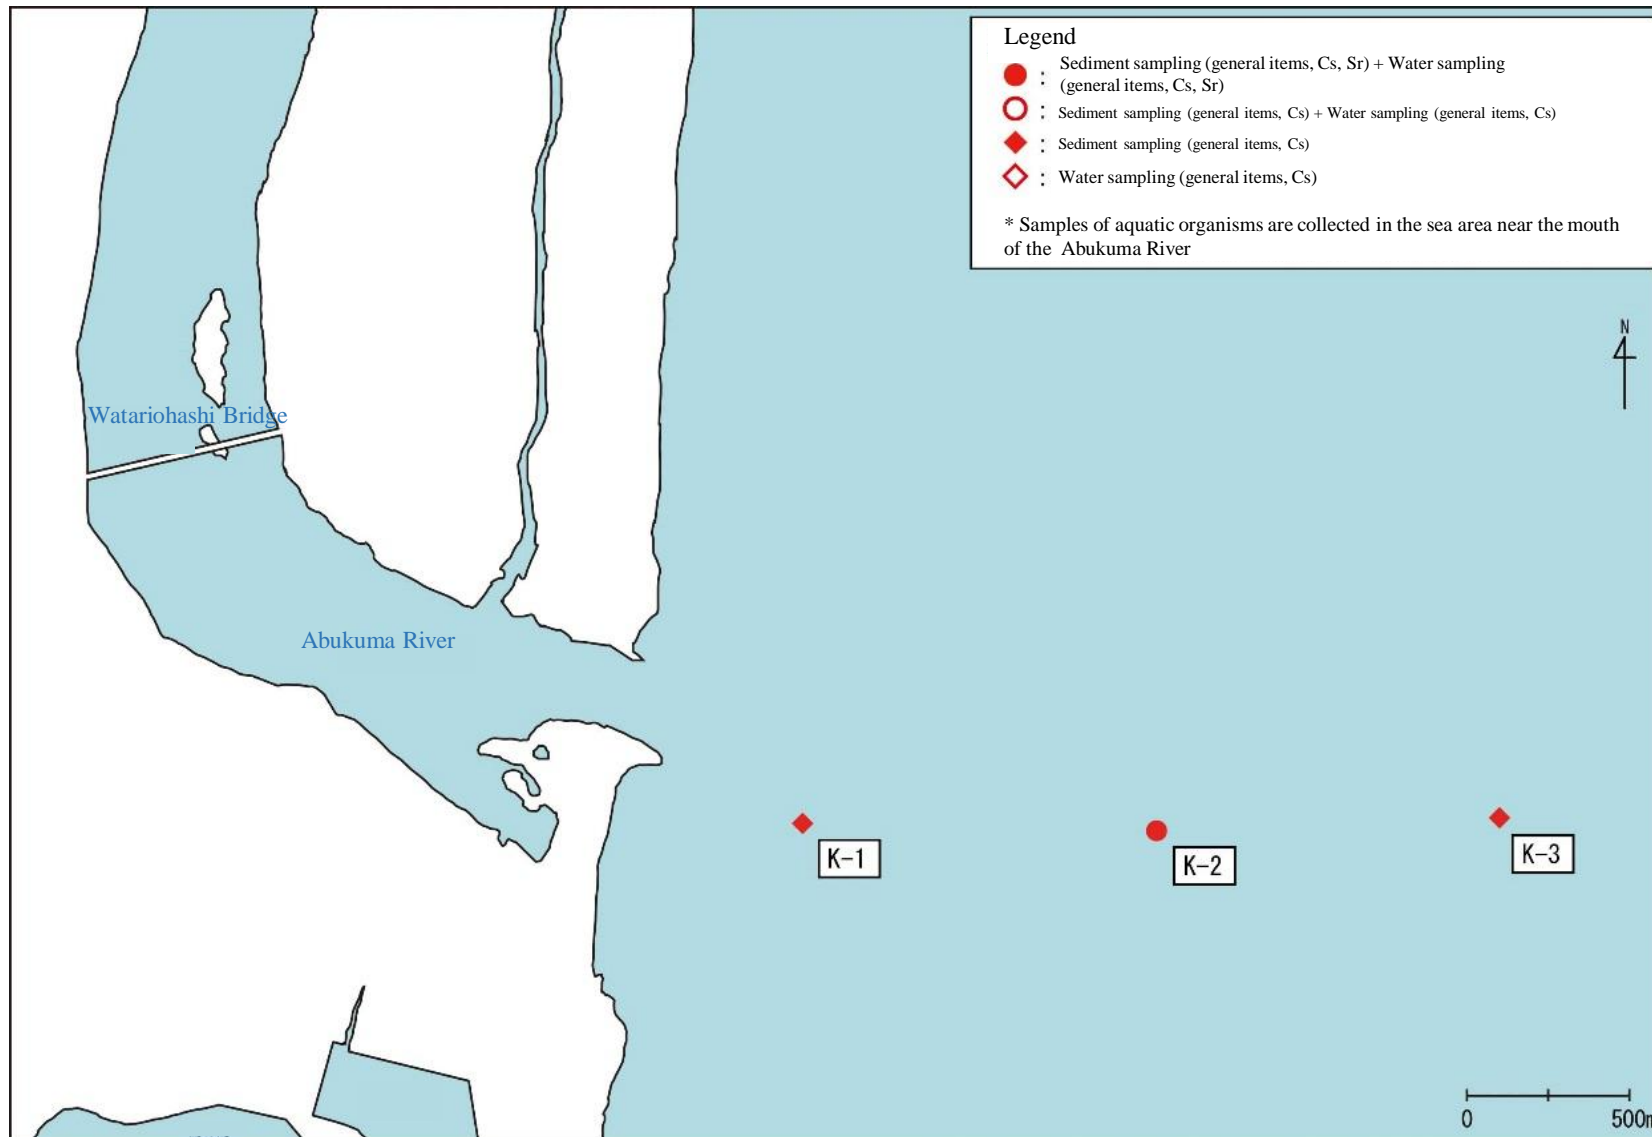 Legend
: Sediment sampling (general items, Cs, Sr) + Water sampling
(general items, Cs, Sr)
: Sediment sampling (general items, Cs) + Water sampling (general items, Cs)
: Sediment sampling (general items, Cs)
: Water sampling (general items, Cs)
* Samples of aquatic organisms are collected in the sea area near the mouth
of the Abukuma River
N
Watariohashi Bridge
Abukuma River
K-1
K-2
K-3
0 500m